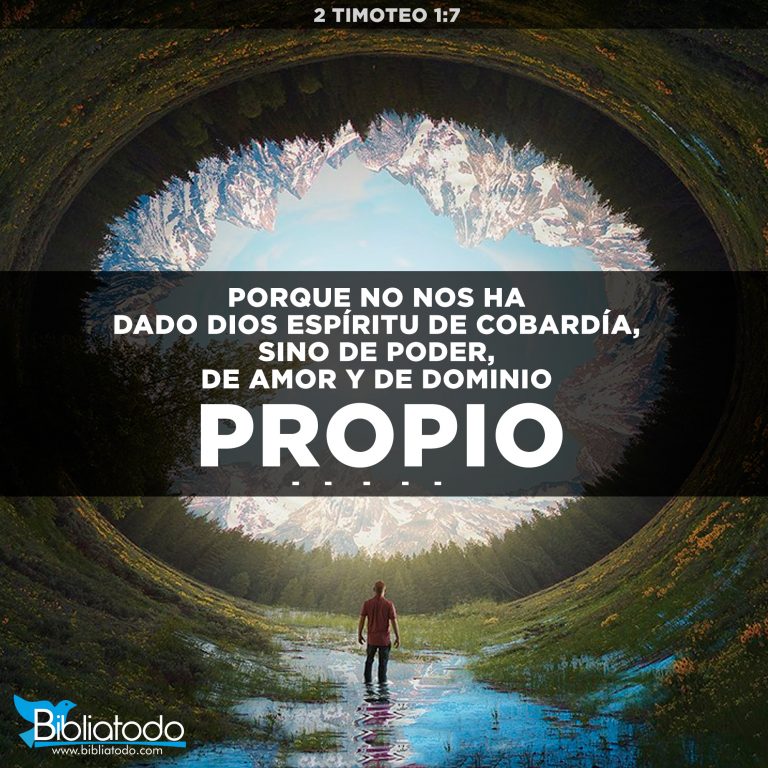 2 TIMOTEO 1:7
PORQUE NO NOS HA
DADO DIOS ESPÍRITU DE COBARDÍA,
SINO DE PODER,
DE AMOR Y DE DOMINIO
PROPIO
- - - - -
Bibliatodo
www.bibliatodo.com